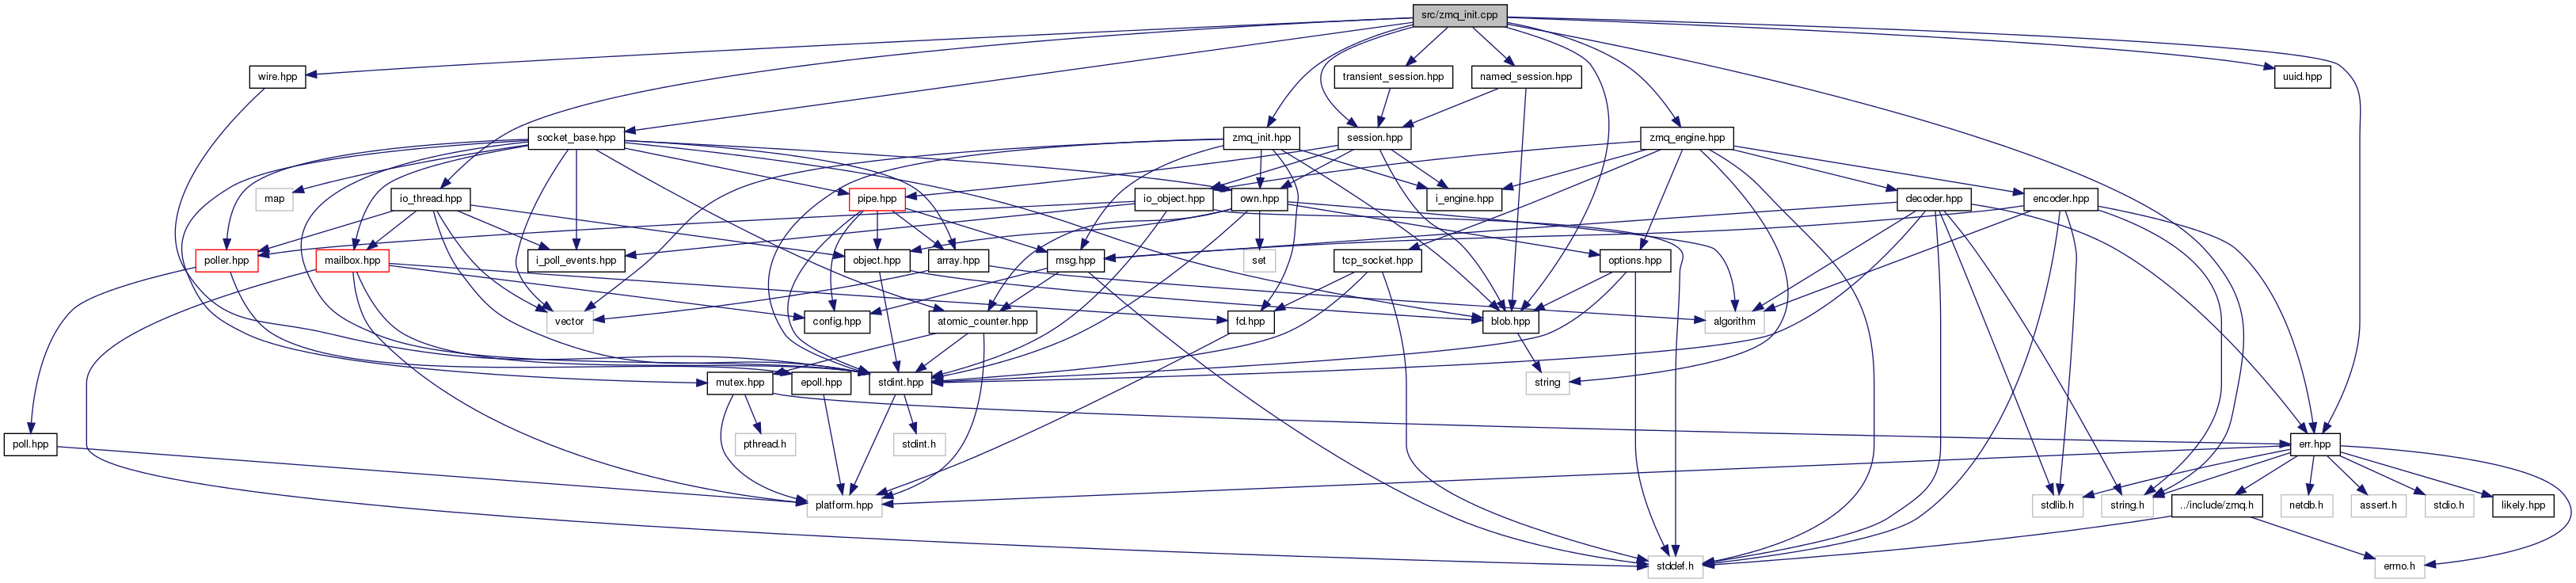 src/zmq_init.cpp
wire.hpp
transient_session.hpp
named_session.hpp
uuid.hpp
socket_base.hpp
zmq_init.hpp
session.hpp
zmq_engine.hpp
map
io_thread.hpp
pipe.hpp
io_object.hpp
own.hpp
i_engine.hpp
decoder.hpp
encoder.hpp
poller.hpp
mailbox.hpp
i_poll_events.hpp
object.hpp
array.hpp
msg.hpp
set
tcp_socket.hpp
options.hpp
vector
config.hpp
atomic_counter.hpp
fd.hpp
blob.hpp
algorithm
mutex.hpp
epoll.hpp
stdint.hpp
string
poll.hpp
pthread.h
stdint.h
err.hpp
platform.hpp
stdlib.h
string.h
../include/zmq.h
netdb.h
assert.h
stdio.h
likely.hpp
stddef.h
errno.h